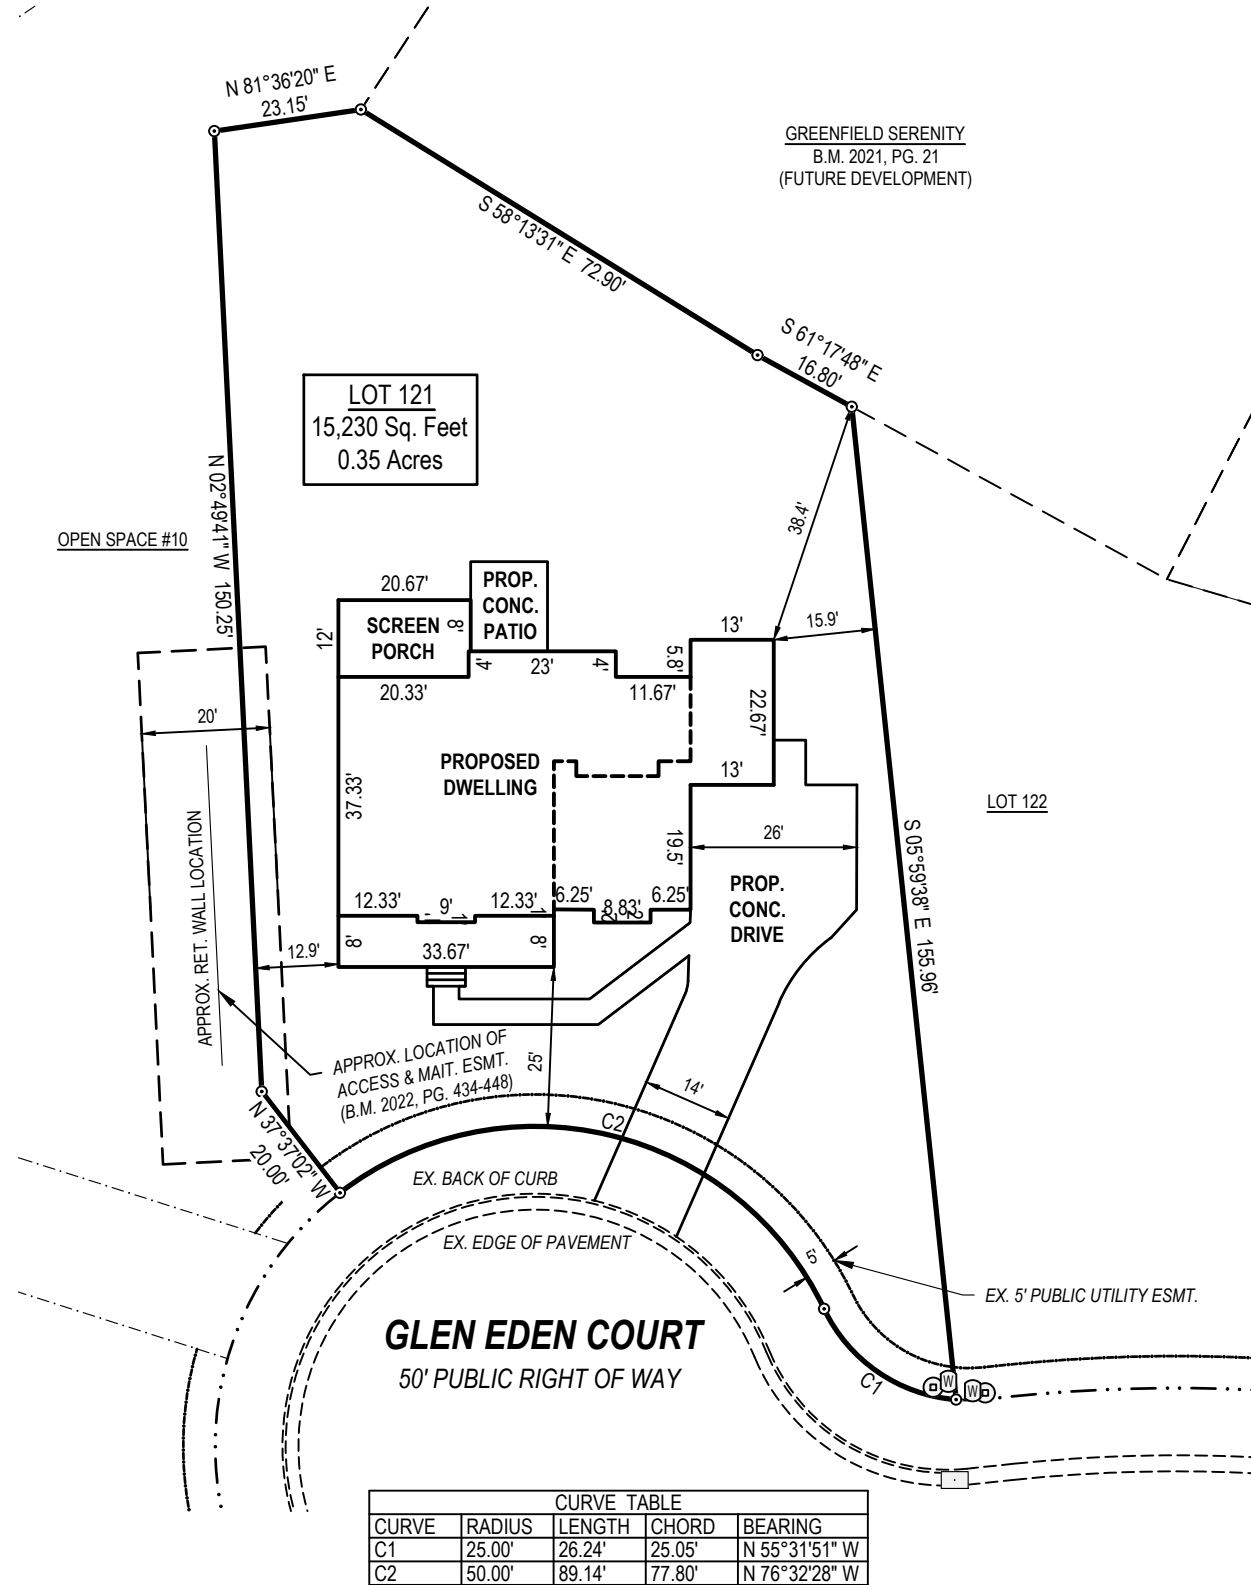 N 81°36'20" E
23.15'
GREENFIELD SERENITY
B.M. 2021, PG. 21
(FUTURE DEVELOPMENT)
S 58°13'31" E 72.90'
S 61°17'48" E
16.80'
LOT 121
15,230 Sq. Feet
0.35 Acres
N 02°49'41" W 150.25'
OPEN SPACE #10
38.4'
20.67'
PROP.
CONC.
PATIO
12'
SCREEN
PORCH
8'
13'
15.9'
4'
23'
4'
5.8'
20.33'
11.67'
22.67'
20'
PROPOSED
DWELLING
13'
37.33'
LOT 122
APPROX. RET. WALL LOCATION
19.5'
26'
S 05°59'38" E 155.96'
PROP.
CONC.
DRIVE
12.33'
9'
12.33'
1'
6.25'
8.83'
6.25'
8'
33.67'
8'
12.9'
APPROX. LOCATION OF
ACCESS & MAIT. ESMT.
(B.M. 2022, PG. 434-448)
25'
14'
N 37°37'02" W
20.00'
C2
EX. BACK OF CURB
EX. EDGE OF PAVEMENT
5'
EX. 5' PUBLIC UTILITY ESMT.
GLEN EDEN COURT
50' PUBLIC RIGHT OF WAY
C1
W
W
CURVE TABLE
CURVE RADIUS LENGTH CHORD BEARING
C1 25.00' 26.24' 25.05' N 55°31'51" W
C2 50.00' 89.14' 77.80' N 76°32'28" W